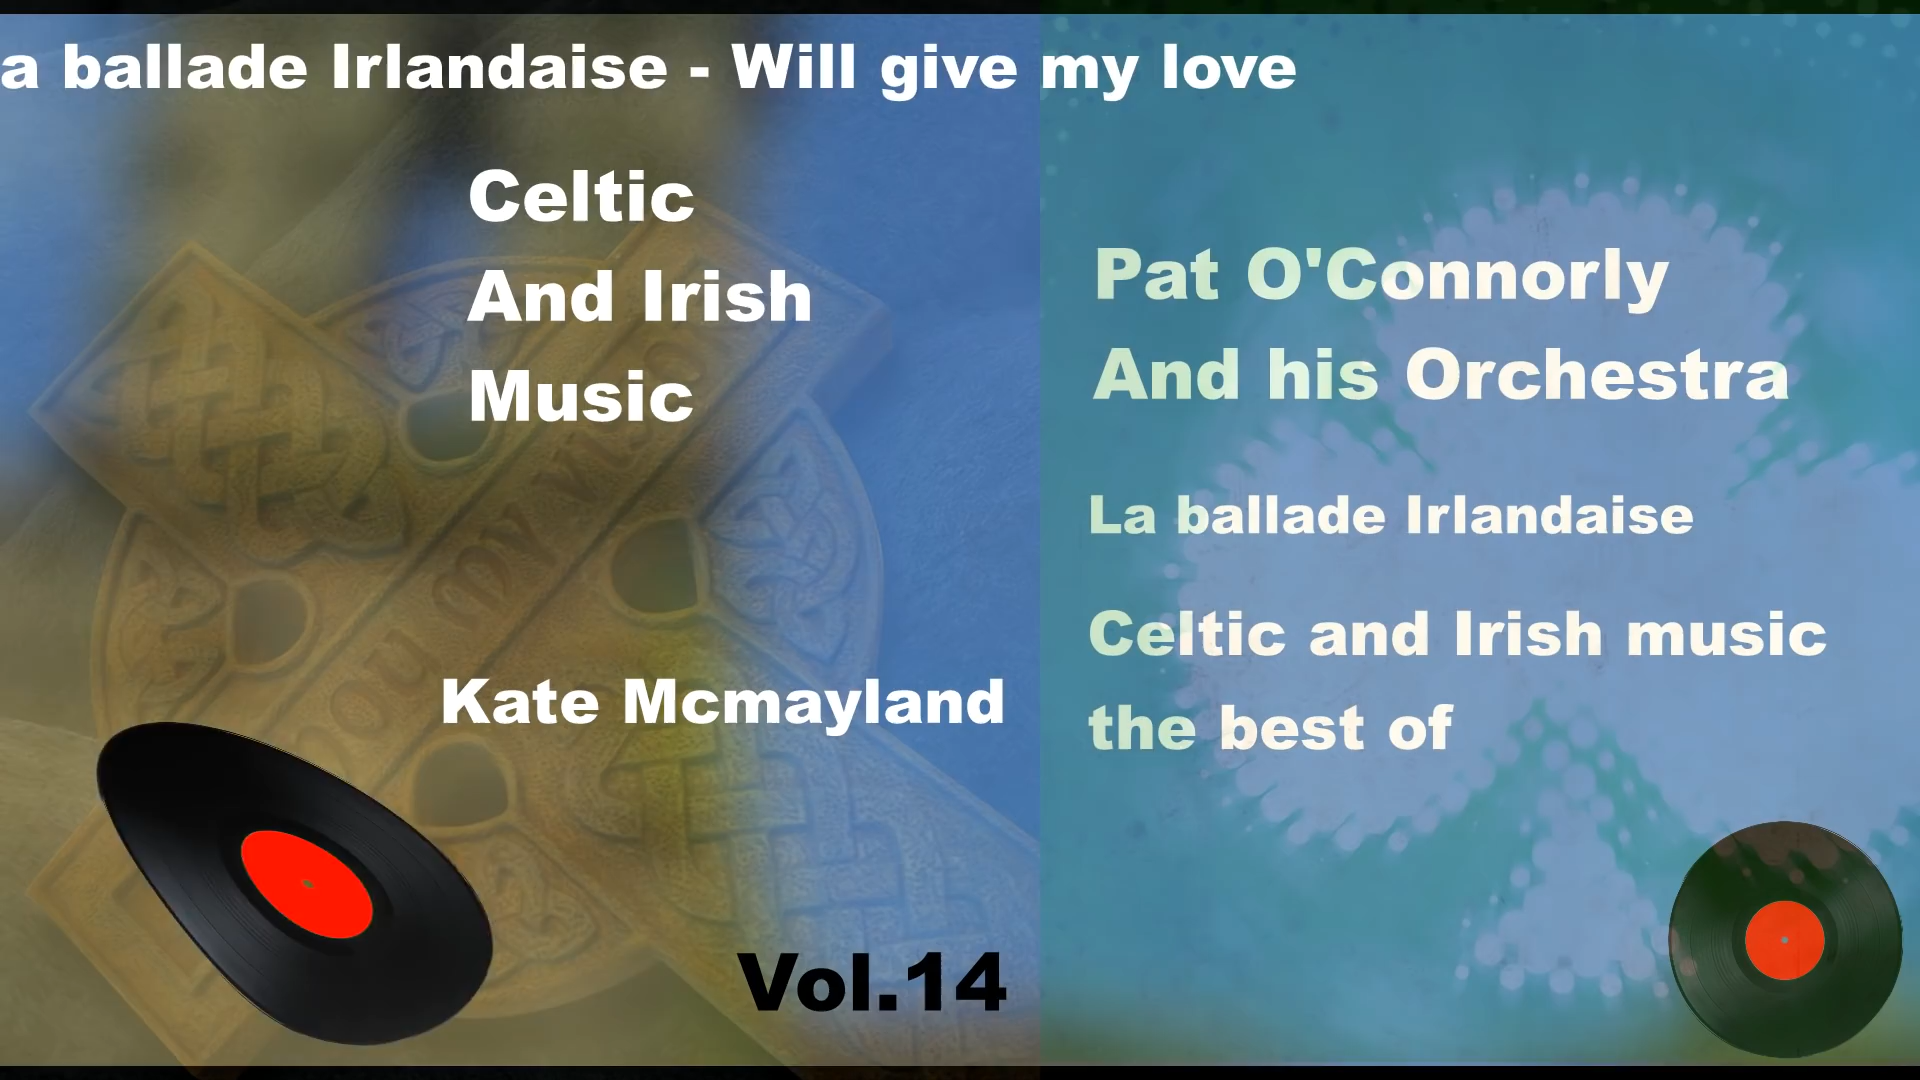 a ballade Irlandaise - Will give my love
Celtic
And Irish
Music
Kate Mcmayland
Vol.14
Pat O'Connorly
And his Orchestra
La ballade Irlandaise
Celtic and Irish music
the best of